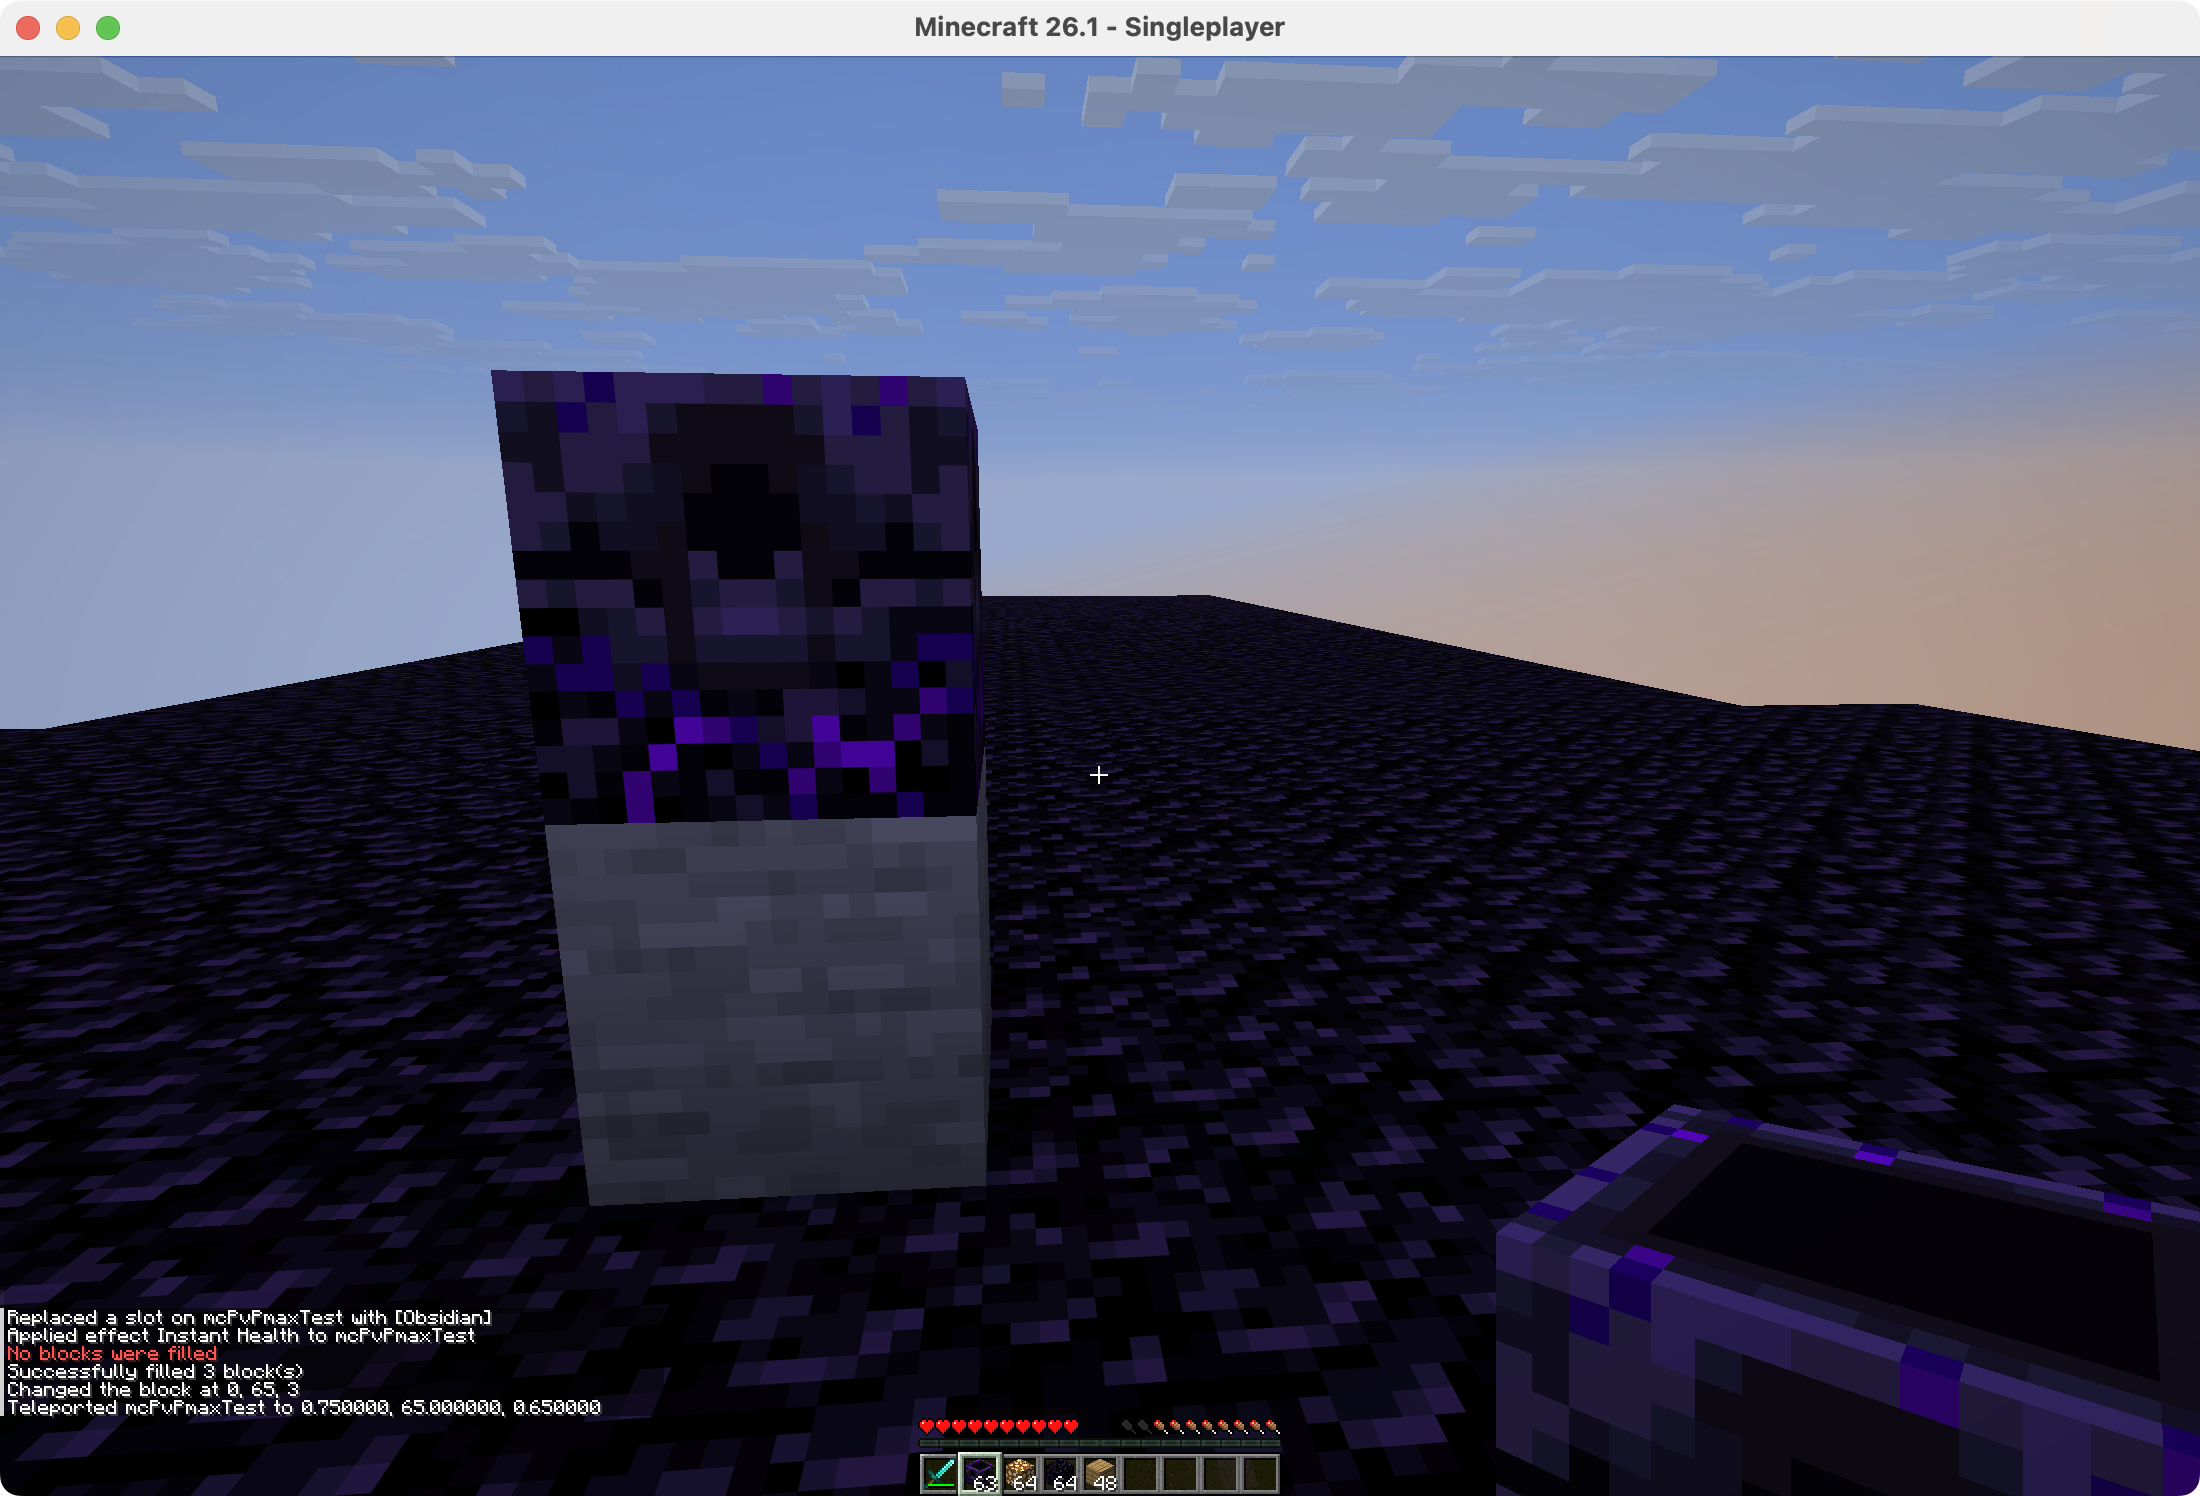 Minecraft 26.1 - Singleplayer
Replaced a slot on mcPvPmaxTest with [Obsidian]
Applied effect Instant Health to mcPvPmaxTest
No blocks were filled
Successfully filled 3 block(s)
Changed the block at 0, 65, 3
Teleported mcPvPmaxTest to 0.750000, 65.000000, 0.650000
63 64 64 48